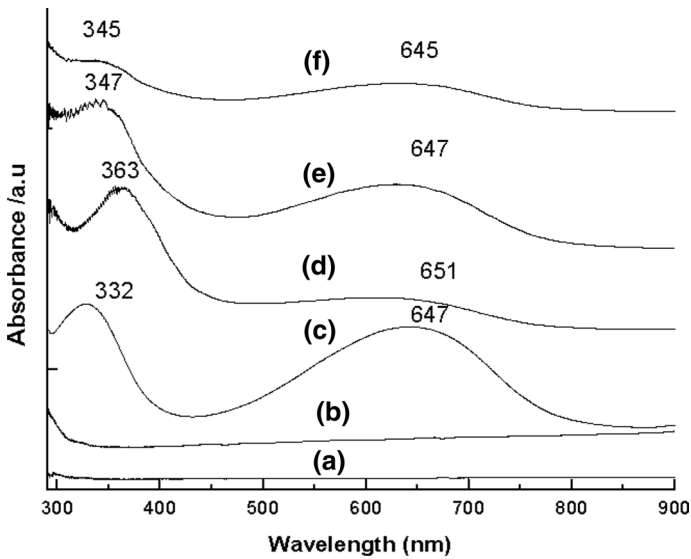 345
645
(f)
347
647
(e)
363
(d)
651
332
647
(c)
(b)
(a)
Absorbance /a.u
300 400 500 600 700 800 900
Wavelength (nm)